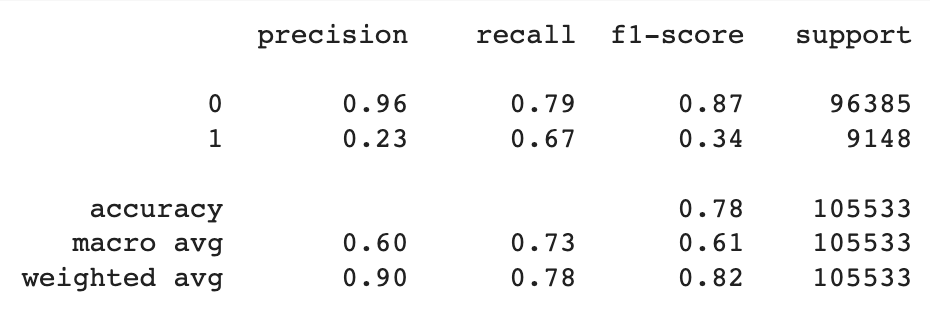 precision recall f1-score support
0 0.96 0.79 0.87 96385
1 0.23 0.67 0.34 9148
accuracy 0.78 105533
macro avg 0.60 0.73 0.61 105533
weighted avg 0.90 0.78 0.82 105533